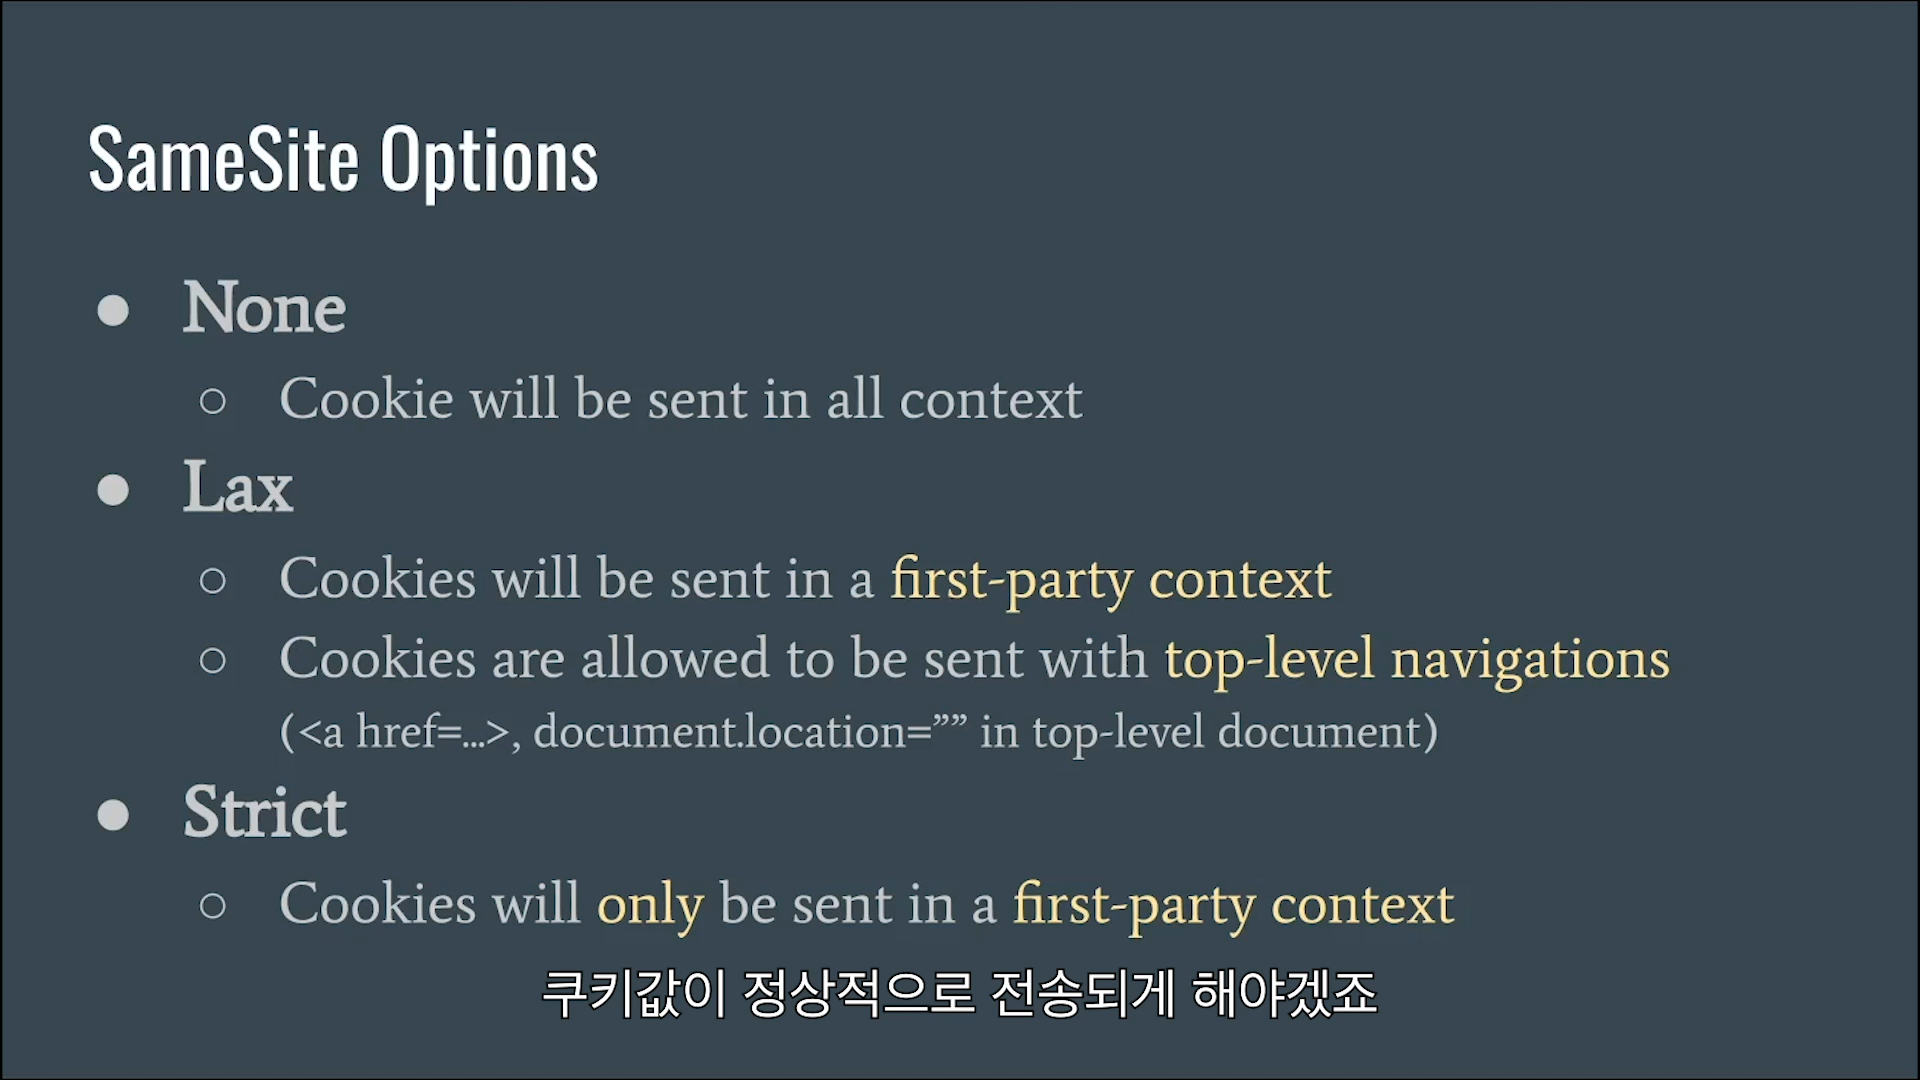 SameSite Options
● None
○ Cookie will be sent in all context
● Lax
○ Cookies will be sent in a first-party context
○ Cookies are allowed to be sent with top-level navigations
(<a href=...>, document.location=”” in top-level document)
● Strict
○ Cookies will only be sent in a first-party context
쿠키값이 정상적으로 전송되게 해야겠죠